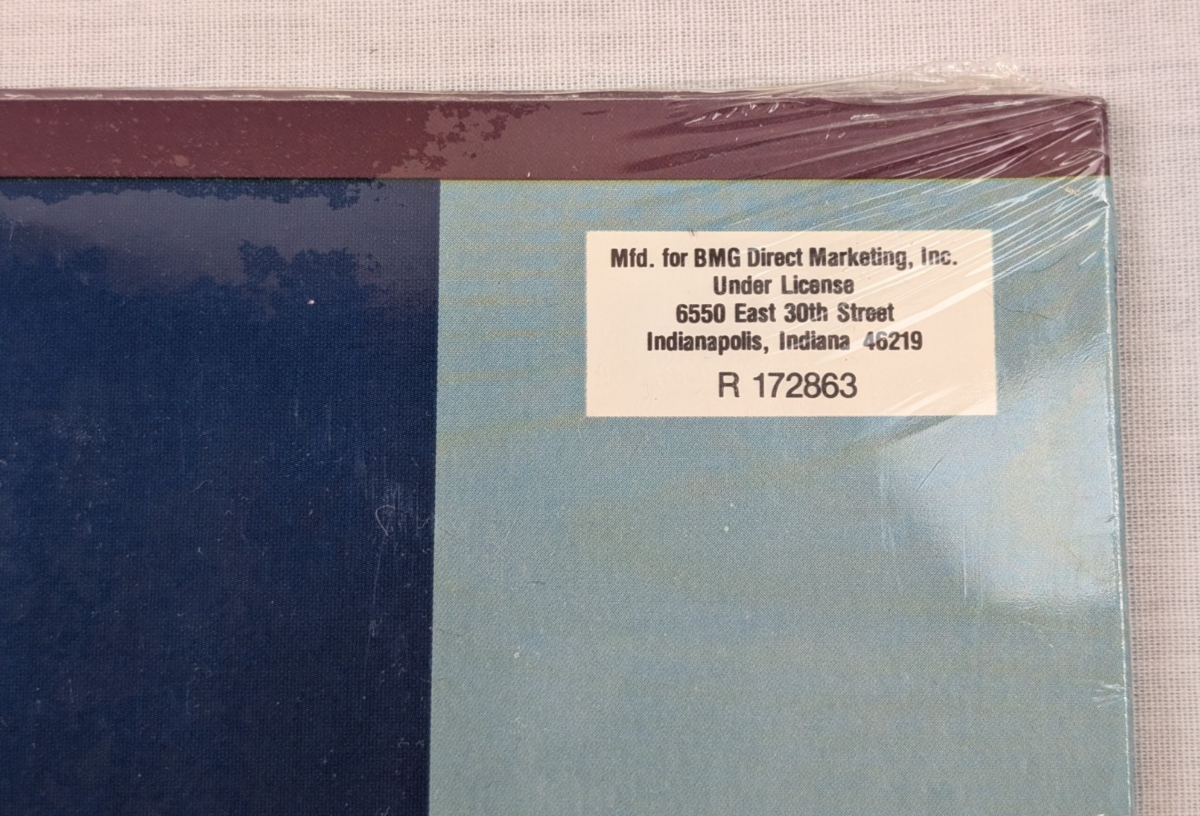 Mfd. for BMG Direct Marketing, Inc.
Under License
6550 East 30th Street
Indianapolis, Indiana 46219
R 172863